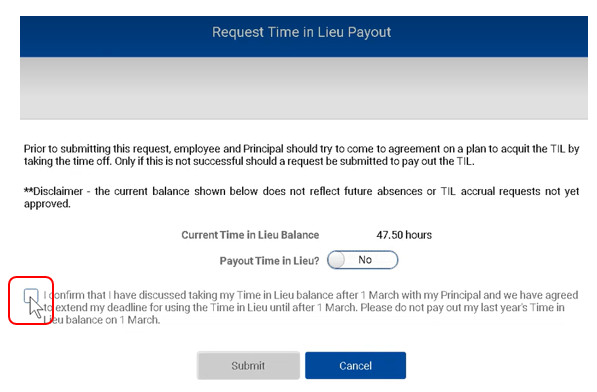 Request Time in Lieu Payout
Prior to submitting this request, employee and Principal should try to come to agreement on a plan to acquit the TIL by
taking the time off. Only if this is not successful should a request be submitted to pay out the TIL.
**Disclaimer - the current balance shown below does not reflect future absences or TIL accrual requests not yet
approved.
Current Time in Lieu Balance 47.50 hours
Payout Time in Lieu? No
I confirm that I have discussed taking my Time in Lieu balance after 1 March with my Principal and we have agreed
to extend my deadline for using the Time in Lieu until after 1 March. Please do not pay out my last year's Time in
Lieu balance on 1 March.
Submit Cancel